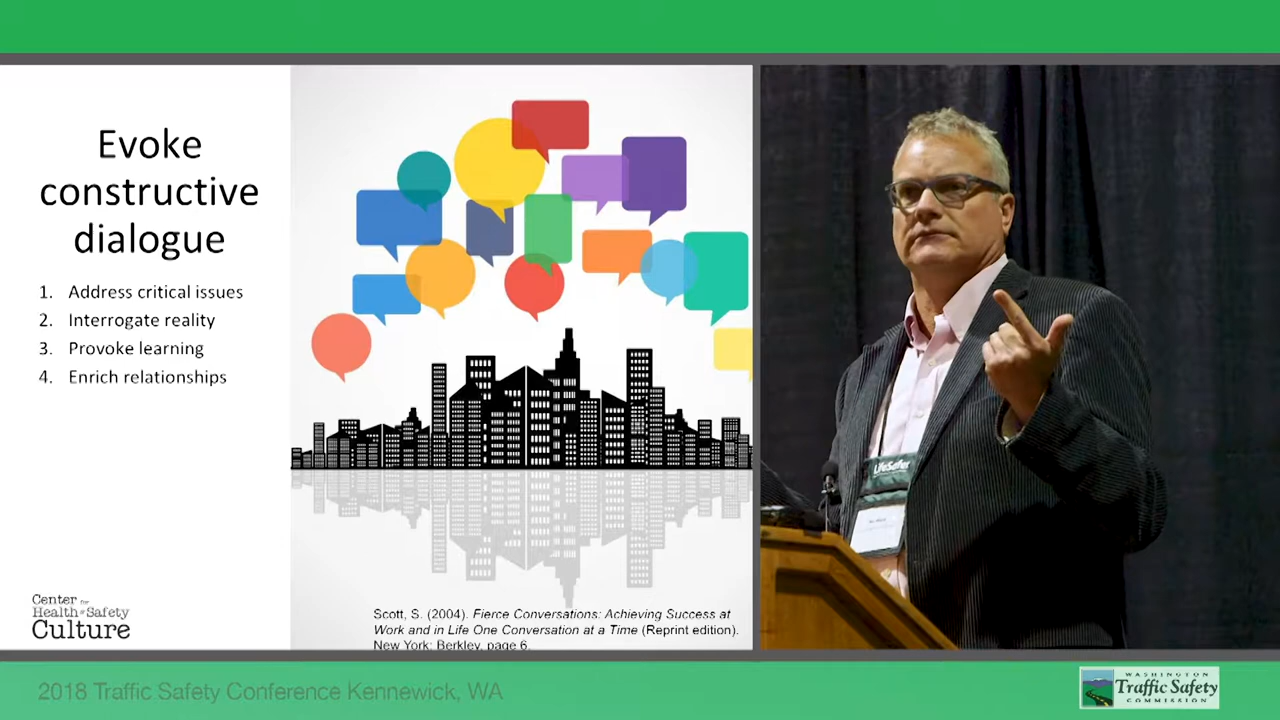 Evoke
constructive
dialogue
1. Address critical issues
2. Interrogate reality
3. Provoke learning
4. Enrich relationships
Center for
Health & Safety
Culture
Scott, S. (2004). Fierce Conversations: Achieving Success at
Work and in Life One Conversation at a Time (Reprint edition).
New York: Berkley, page 6.
LifeSafer
2018 Traffic Safety Conference Kennewick, WA
WASHINGTON
Traffic Safety
COMMISSION